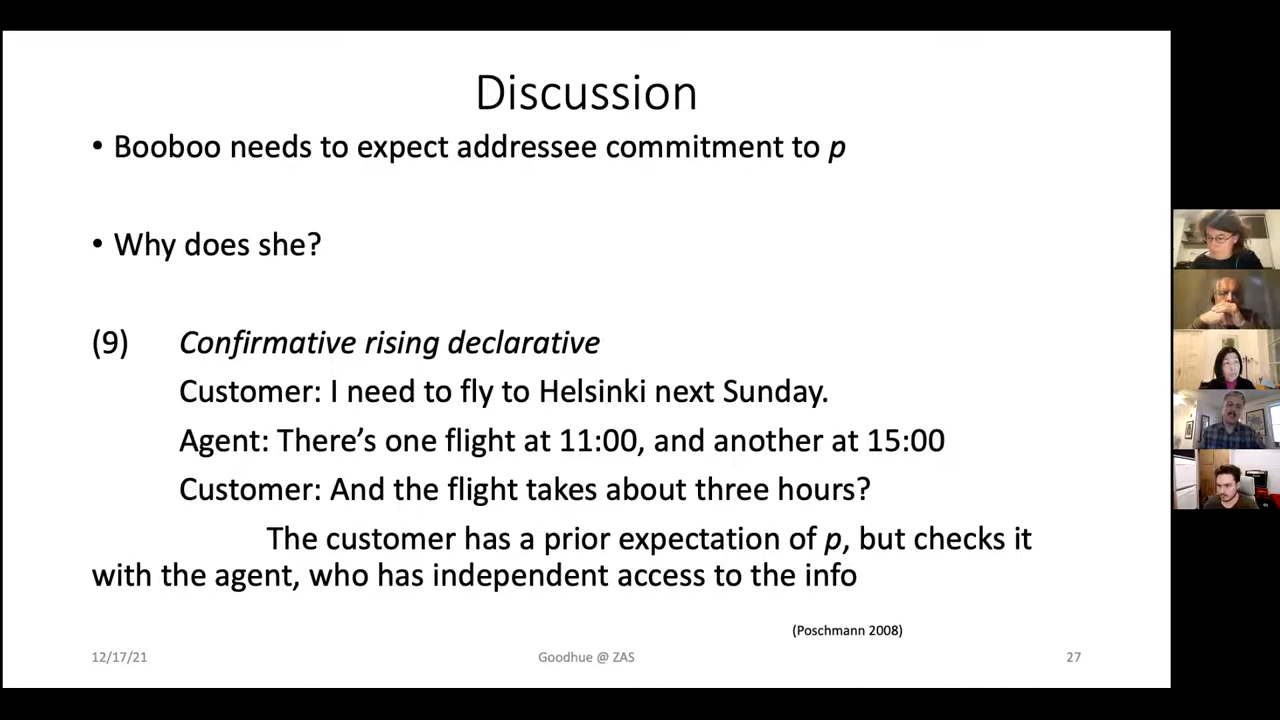 Discussion
• Booboo needs to expect addressee commitment to p
• Why does she?
(9) Confirmative rising declarative
Customer: I need to fly to Helsinki next Sunday.
Agent: There’s one flight at 11:00, and another at 15:00
Customer: And the flight takes about three hours?
The customer has a prior expectation of p, but checks it
with the agent, who has independent access to the info
(Poschmann 2008)
12/17/21 Goodhue @ ZAS 27